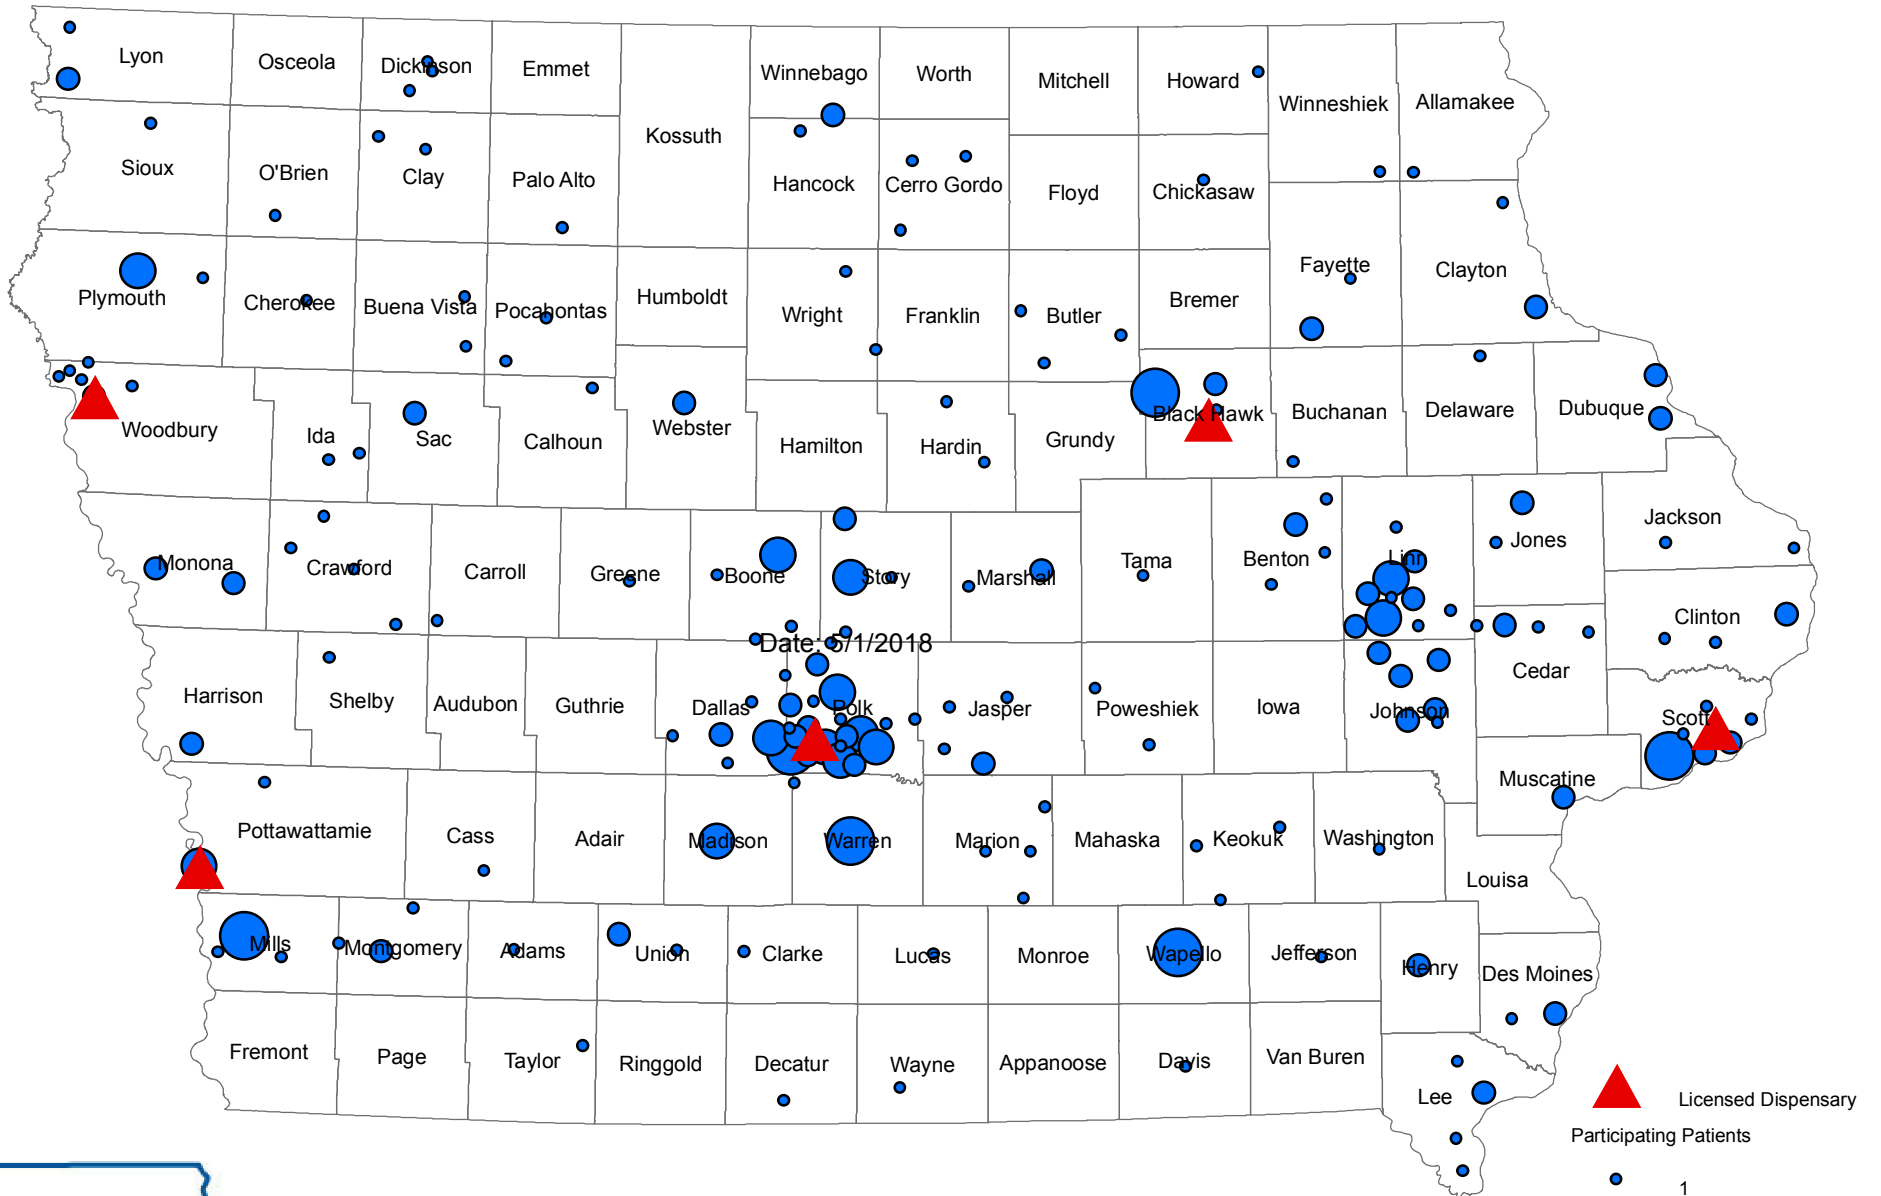 Lyon
Osceola
Dickinson
Emmet
Winnebago
Worth
Mitchell
Howard
Winneshiek
Allamakee
Kossuth
Sioux
O'Brien
Clay
Palo Alto
Hancock
Cerro Gordo
Floyd
Chickasaw
Plymouth
Cherokee
Buena Vista
Pocahontas
Humboldt
Wright
Franklin
Butler
Bremer
Fayette
Clayton
Woodbury
Ida
Sac
Calhoun
Webster
Hamilton
Hardin
Grundy
Black Hawk
Buchanan
Delaware
Dubuque
Monona
Crawford
Carroll
Greene
Boone
Story
Marshall
Tama
Benton
Linn
Jones
Jackson
Clinton
Date: 5/1/2018
Harrison
Shelby
Audubon
Guthrie
Dallas
Polk
Jasper
Poweshiek
Iowa
Johnson
Cedar
Scott
Muscatine
Pottawattamie
Cass
Adair
Madison
Warren
Marion
Mahaska
Keokuk
Washington
Louisa
Mills
Montgomery
Adams
Union
Clarke
Lucas
Monroe
Wapello
Jefferson
Henry
Des Moines
Fremont
Page
Taylor
Ringgold
Decatur
Wayne
Appanoose
Davis
Van Buren
Lee
Licensed Dispensary
Participating Patients
1